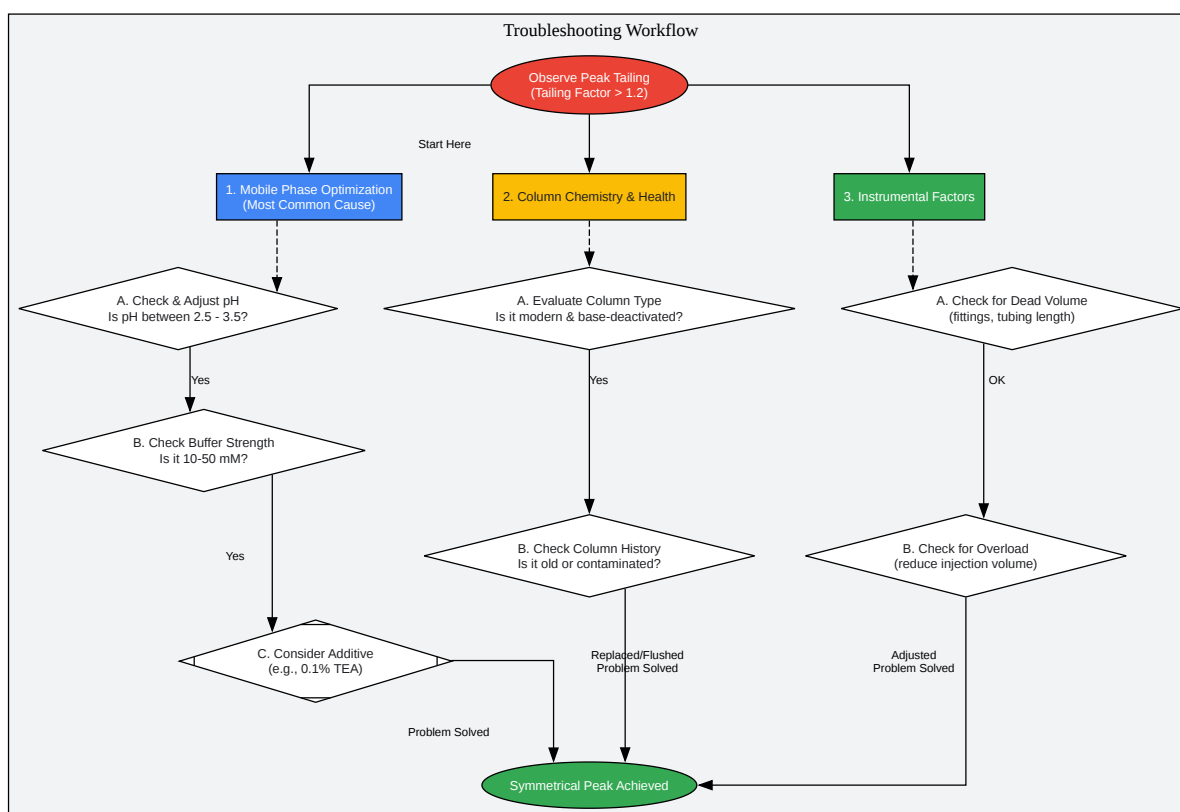 Troubleshooting Workflow
Observe Peak Tailing
(Tailing Factor > 1.2)
Start Here
1. Mobile Phase Optimization
(Most Common Cause)
2. Column Chemistry & Health
3. Instrumental Factors
A. Check & Adjust pH
Is pH between 2.5 - 3.5?
A. Evaluate Column Type
Is it modern & base-deactivated?
A. Check for Dead Volume
(fittings, tubing length)
Yes
Yes
OK
B. Check Buffer Strength
Is it 10-50 mM?
Yes
B. Check Column History
Is it old or contaminated?
B. Check for Overload
(reduce injection volume)
C. Consider Additive
(e.g., 0.1% TEA)
Replaced/Flushed
Problem Solved
Adjusted
Problem Solved
Problem Solved
Symmetrical Peak Achieved